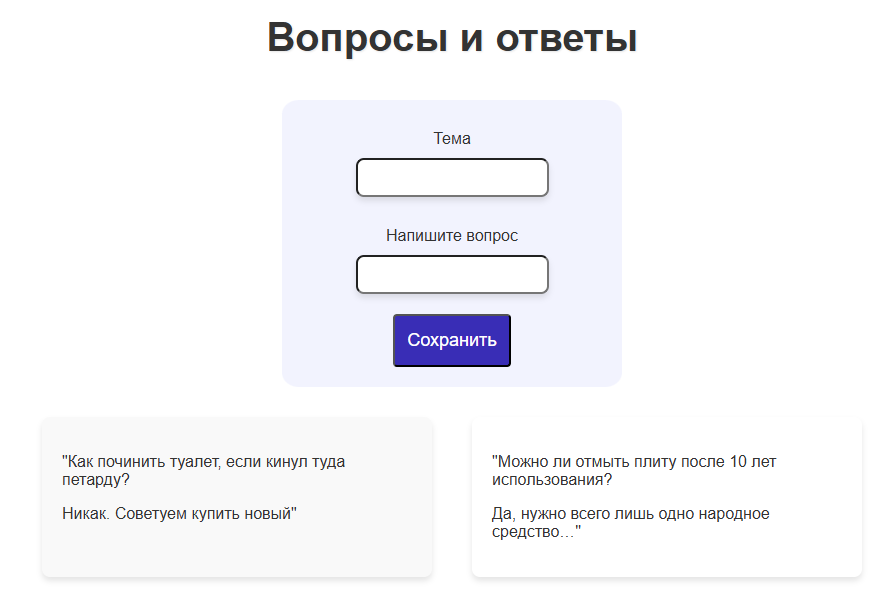 Вопросы и ответы
Тема
Напишите вопрос
Сохранить
"Как починить туалет, если кинул туда
петарду?
Никак. Советуем купить новый"
"Можно ли отмыть плиту после 10 лет
использования?
Да, нужно всего лишь одно народное
средство…"